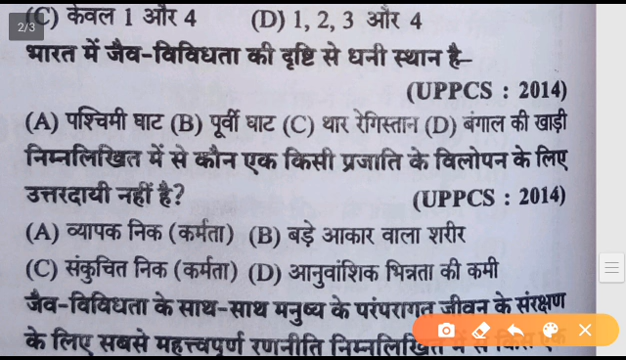 (C) केवल 1 और 4 (D) 1, 2, 3 और 4
2/3
भारत में जैव-विविधता की दृष्टि से धनी स्थान है–
(UPPCS : 2014)
(A) पश्चिमी घाट (B) पूर्वी घाट (C) थार रेगिस्तान (D) बंगाल की खाड़ी
निम्नलिखित में से कौन एक किसी प्रजाति के विलोपन के लिए
उत्तरदायी नहीं है? (UPPCS : 2014)
(A) व्यापक निक (कर्मता) (B) बड़े आकार वाला शरीर
(C) संकुचित निक (कर्मता) (D) आनुवांशिक भिन्नता की कमी
जैव-विविधता के साथ-साथ मनुष्य के परंपरागत जीवन के संरक्षण
के लिए सबसे महत्त्वपूर्ण रणनीति निम्नलिखित में से किस एक